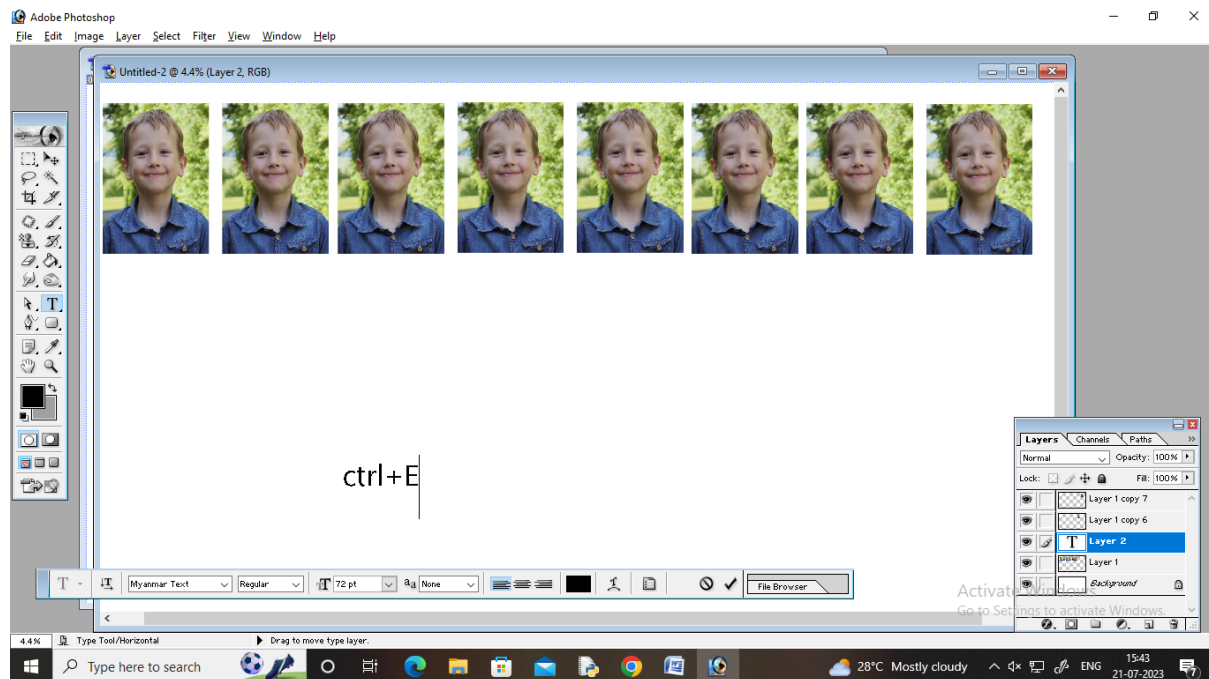 Adobe Photoshop
File Edit Image Layer Select Filter View Window Help
Untitled-2 @ 4.4% (Layer 2, RGB)
ctrl+E
Layers Channels Paths
Normal Opacity: 100%
Lock: Fill: 100%
Layer 1 copy 7
Layer 1 copy 6
T Layer 2
Layer 1
Background
T Myanmar Text Regular T 72 pt aa None File Browser
Activate Windows
Go to Settings to activate Windows.
4.4% Type Tool/Horizontal Drag to move type layer.
Type here to search 28°C Mostly cloudy ENG 15:43
21-07-2023 7